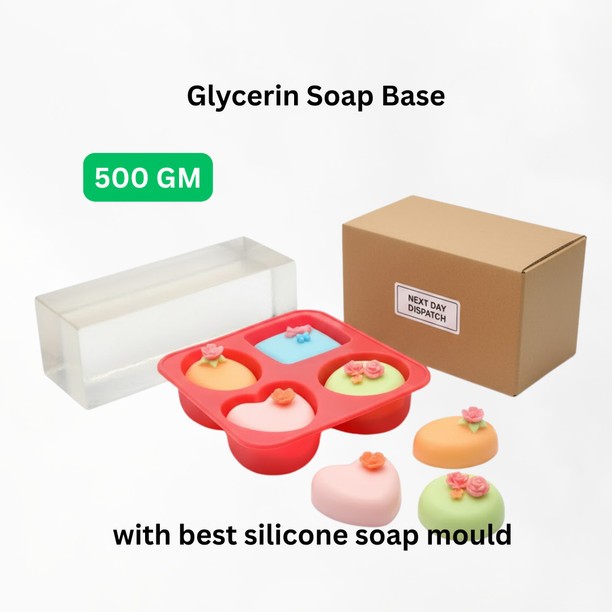 Glycerin Soap Base
500 GM
NEXT DAY
DISPATCH
with best silicone soap mould